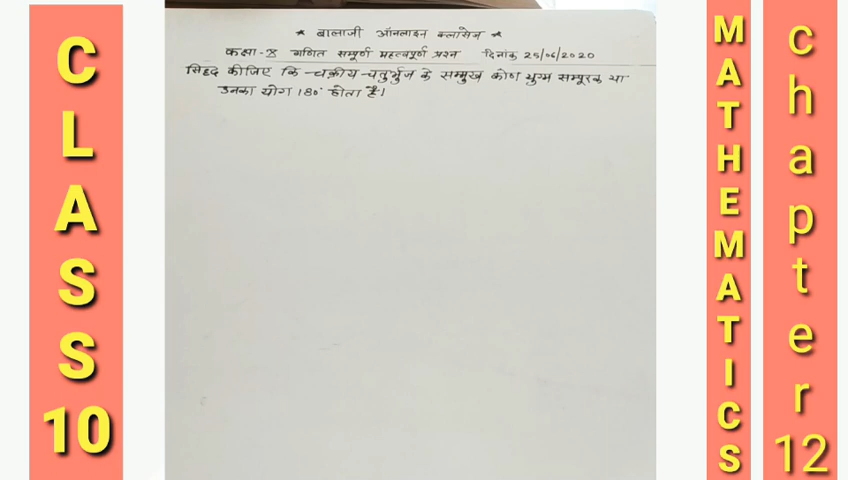 CLASS 10
★ बालाजी ऑनलाइन क्लासेज ★
कक्षा-X गणित सम्पूर्ण महत्वपूर्ण प्रश्न दिनांक 25/06/2020
सिद्ध कीजिए कि चक्रीय चतुर्भुज के सम्मुख कोण युग्म सम्पूरक या
उनका योग 180° होता है।
MATHEMATICS
chapter 12